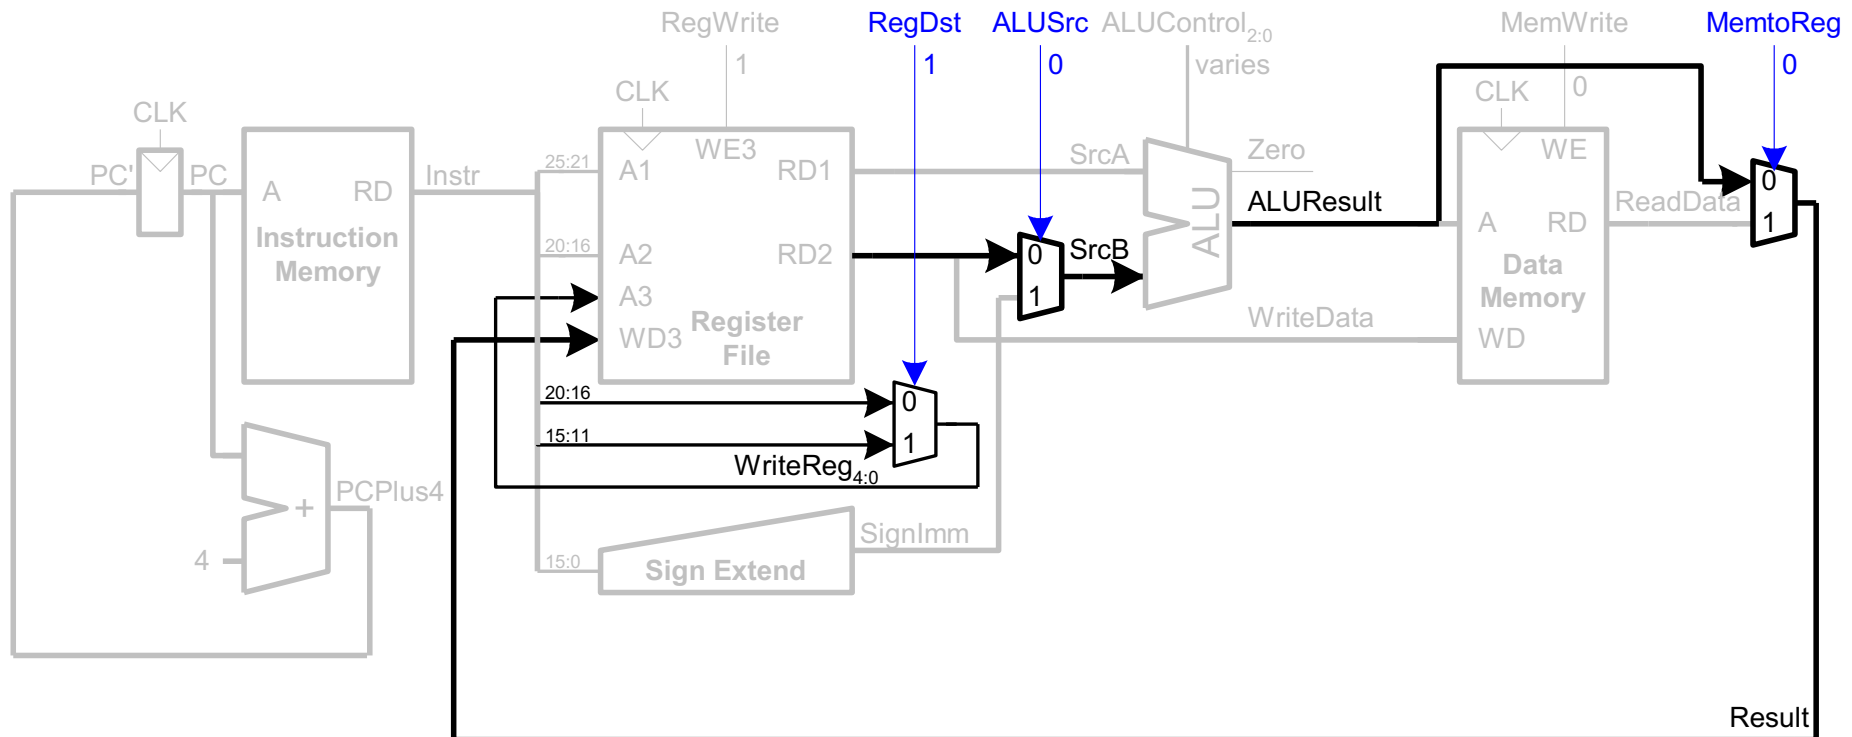 RegWrite RegDst ALUSrc ALUControl2:0 MemWrite MemtoReg
1 1 0 varies 0 0
CLK CLK CLK
PC' PC
A RD
Instruction
Memory
Instr
25:21
20:16
A1 WE3 RD1
A2 RD2
A3
WD3
Register
File
SrcA
0
1
SrcB
ALU
Zero
ALUResult
WriteData
WE
A RD
Data
Memory
WD
ReadData
0
1
20:16
15:11
0
1
WriteReg4:0
PCPlus4
+
4
15:0
Sign Extend
SignImm
Result